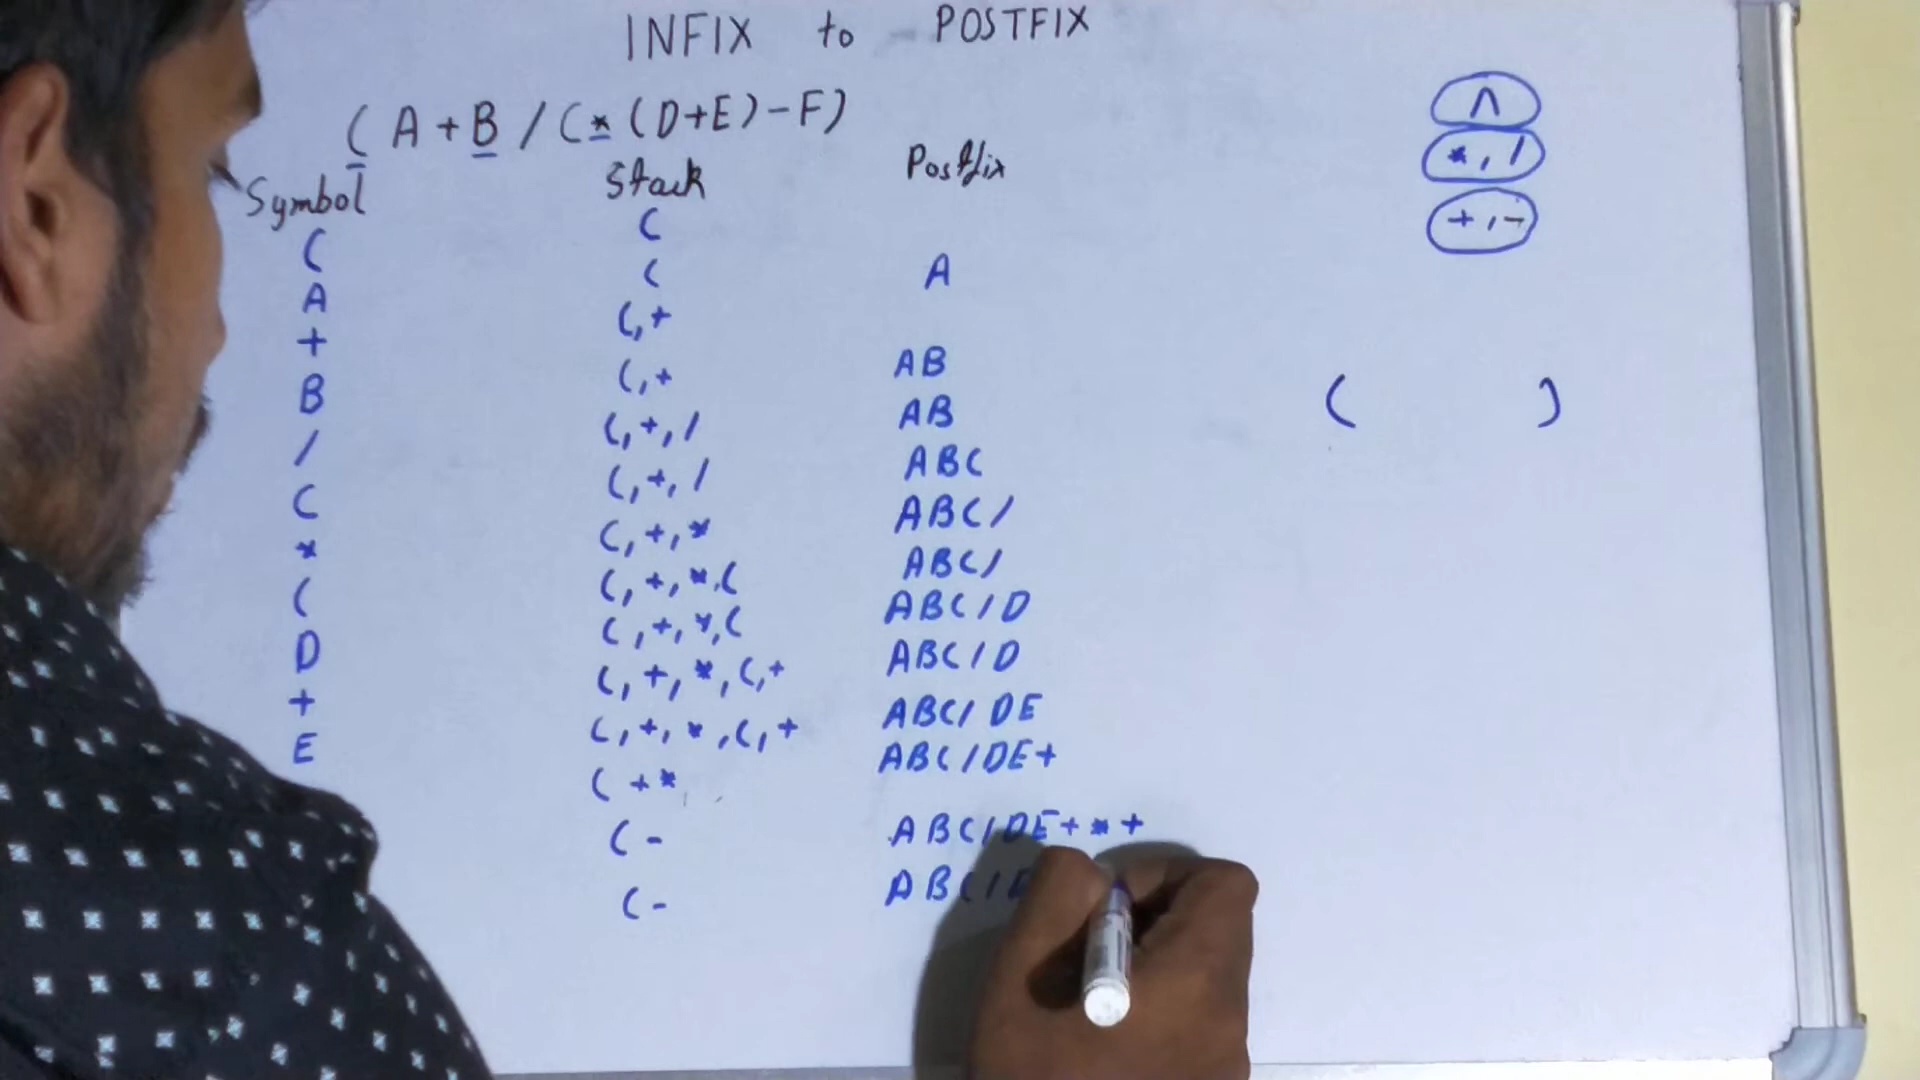 INFIX to POSTFIX
( A + B / C * ( D + E ) - F )
Symbol Stack Postfix
( (
A ( A
+ (,+
B (,+ AB
/ (,+,/ AB
C (,+,/ ABC
* (,+,* ABC/
( (,+,*,( ABC/
D (,+,*,( ABC/D
+ (,+,*,(,+ ABC/D
E (,+,*,(,+ ABC/DE
( +* ABC/DE+
( - ABC/DE+*+
( - ABC/
^
*, /
+, -
( )